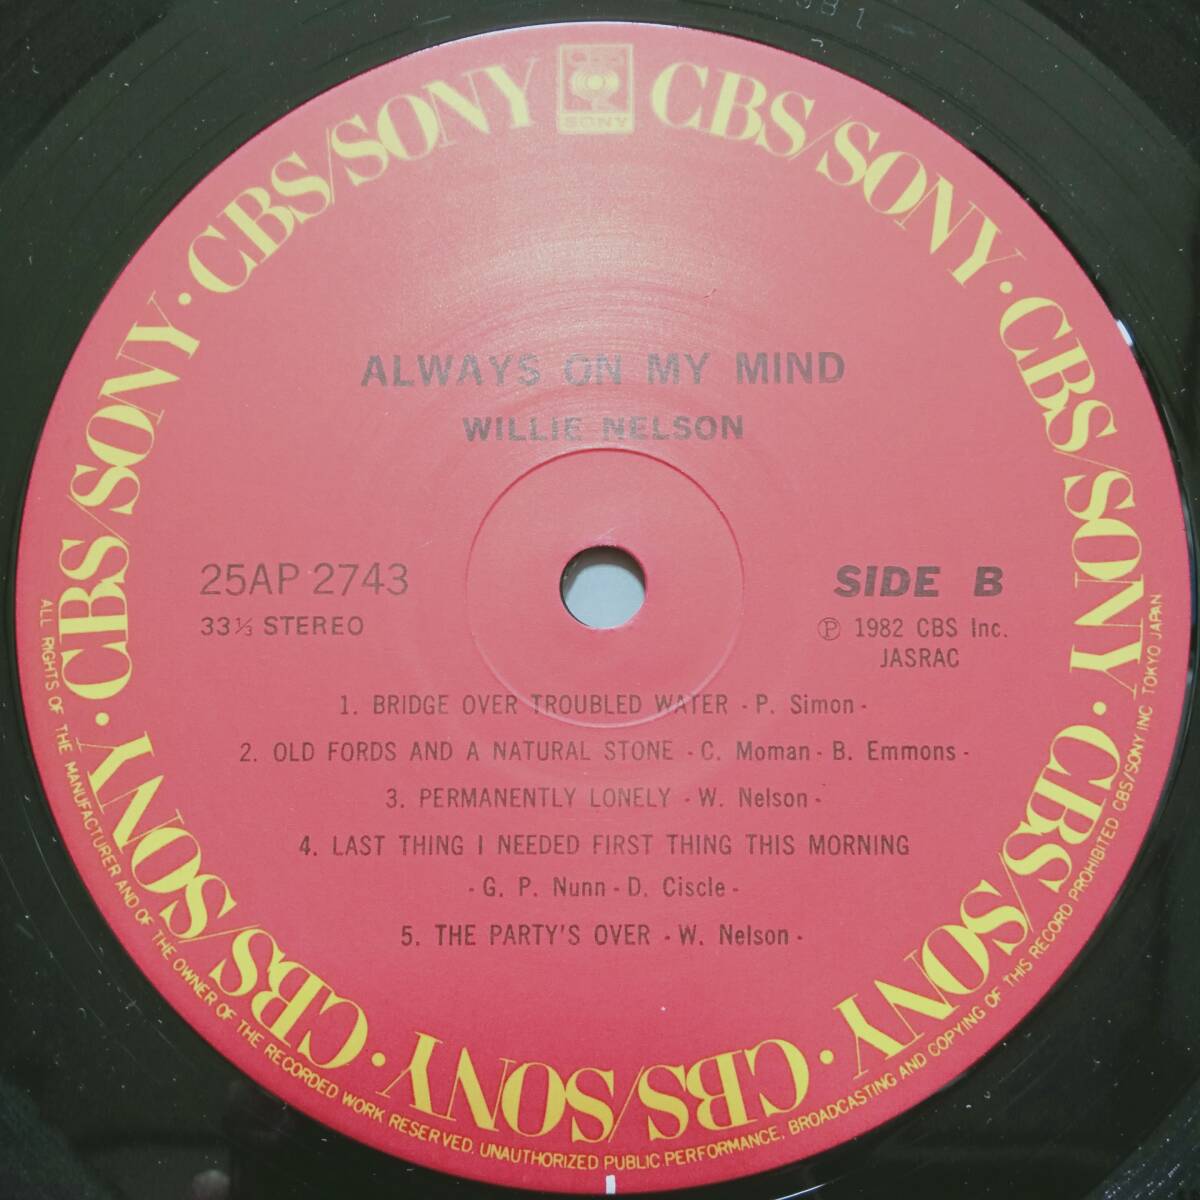 CBS/SONY · CBS/SONY · CBS/SONY · CBS/SONY · CBS/SONY · CBS/SONY · CBS/SONY · CBS/SONY
CBS
SONY
ALWAYS ON MY MIND
WILLIE NELSON
25AP 2743
33⅓ STEREO
SIDE B
Ⓟ 1982 CBS Inc.
JASRAC
1. BRIDGE OVER TROUBLED WATER - P. Simon -
2. OLD FORDS AND A NATURAL STONE - C. Moman - B. Emmons -
3. PERMANENTLY LONELY - W. Nelson -
4. LAST THING I NEEDED FIRST THING THIS MORNING
- G. P. Nunn - D. Ciscle -
5. THE PARTY'S OVER - W. Nelson -
ALL RIGHTS OF THE MANUFACTURER AND OF THE OWNER OF THE RECORDED WORK RESERVED. UNAUTHORIZED PUBLIC PERFORMANCE, BROADCASTING AND COPYING OF THIS RECORD PROHIBITED CBS/SONY INC TOKYO JAPAN